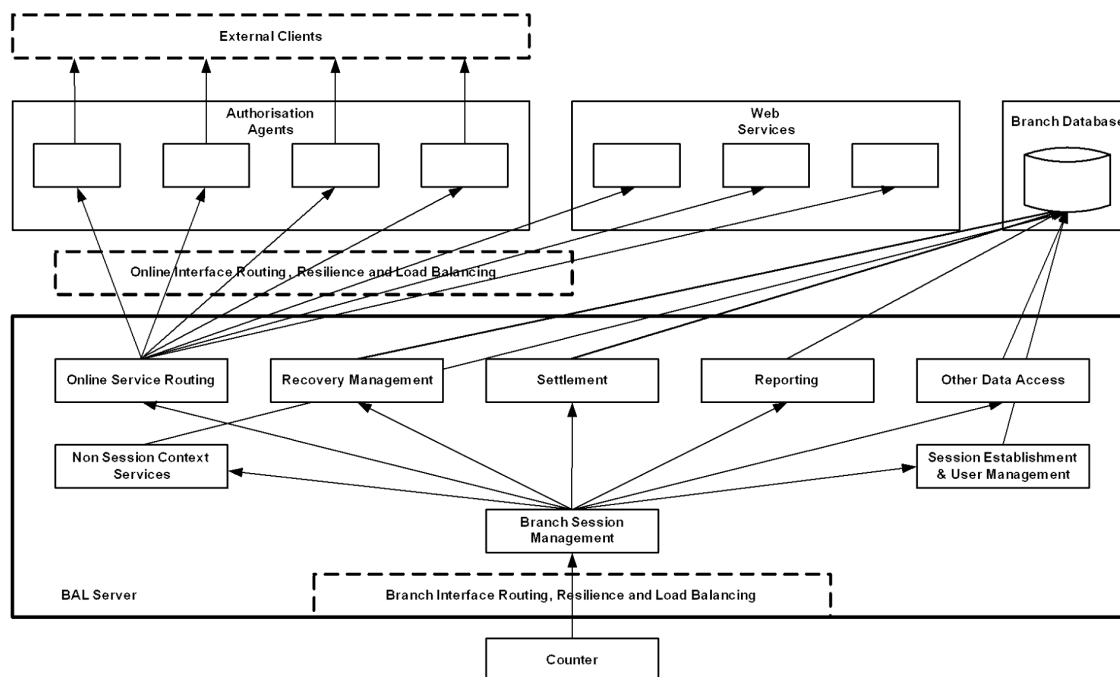 External Clients
Authorisation
Agents
Web
Services
Branch Database
Online Interface Routing, Resilience and Load Balancing
Online Service Routing
Recovery Management
Settlement
Reporting
Other Data Access
Non Session Context
Services
Session Establishment
& User Management
Branch Session
Management
BAL Server
Branch Interface Routing, Resilience and Load Balancing
Counter